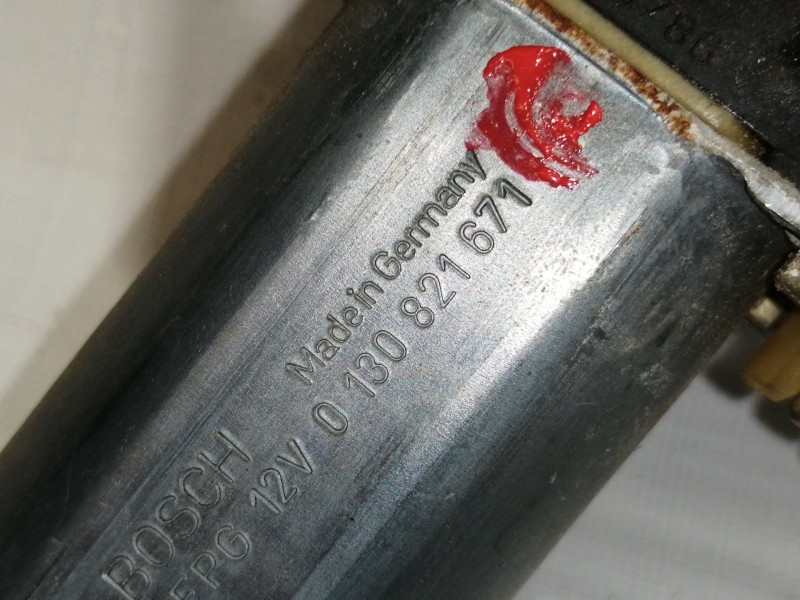 Made in Germany
BOSCH
FPG 12V 0 130 821 671